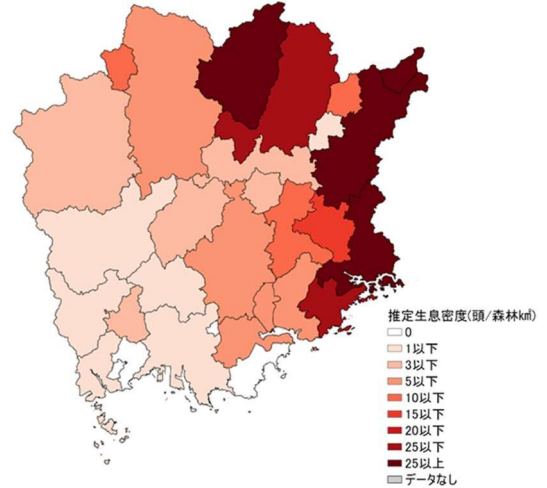 推定生息密度(頭/森林k㎡)
0
1以下
3以下
5以下
10以下
15以下
20以下
25以下
25以上
データなし